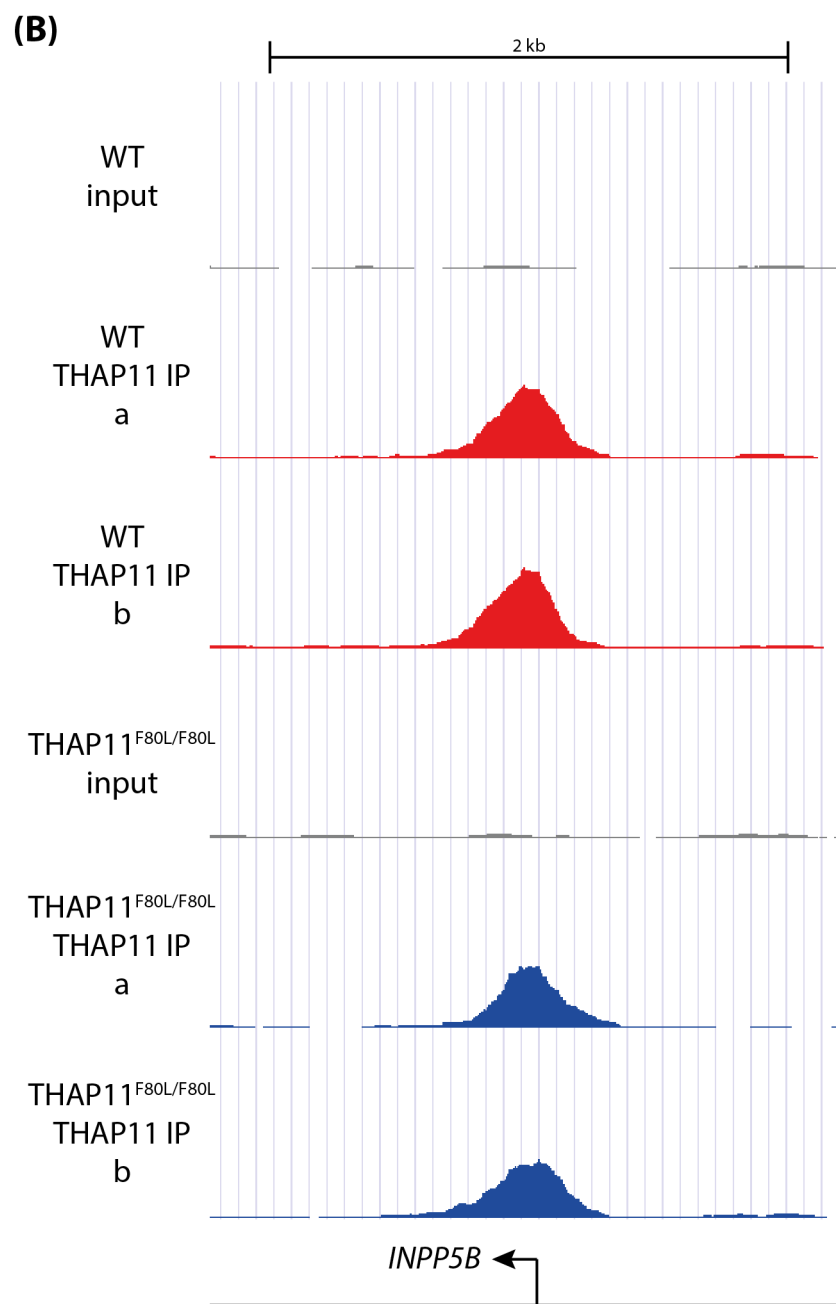 (B)
2 kb
WT
input
WT
THAP11 IP
a
WT
THAP11 IP
b
THAP11F80L/F80L
input
THAP11F80L/F80L
THAP11 IP
a
THAP11F80L/F80L
THAP11 IP
b
INPP5B